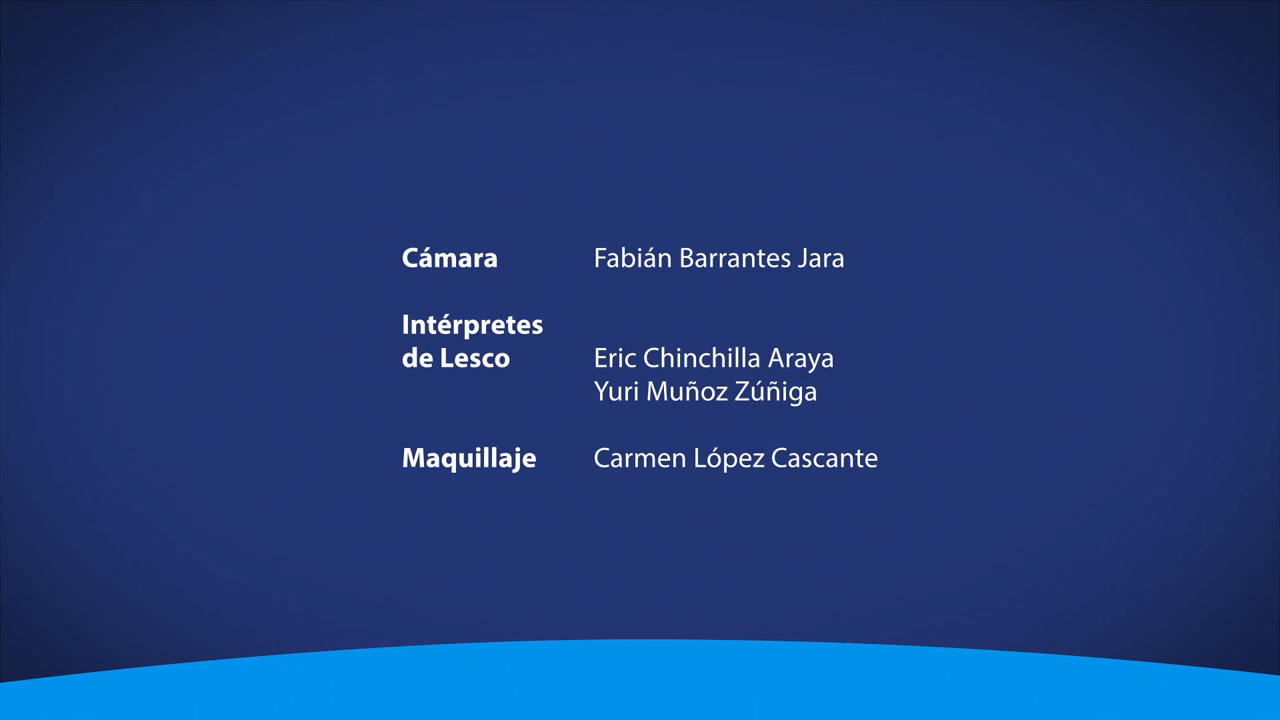 Cámara Fabián Barrantes Jara
Intérpretes
de Lesco Eric Chinchilla Araya
Yuri Muñoz Zúñiga
Maquillaje Carmen López Cascante